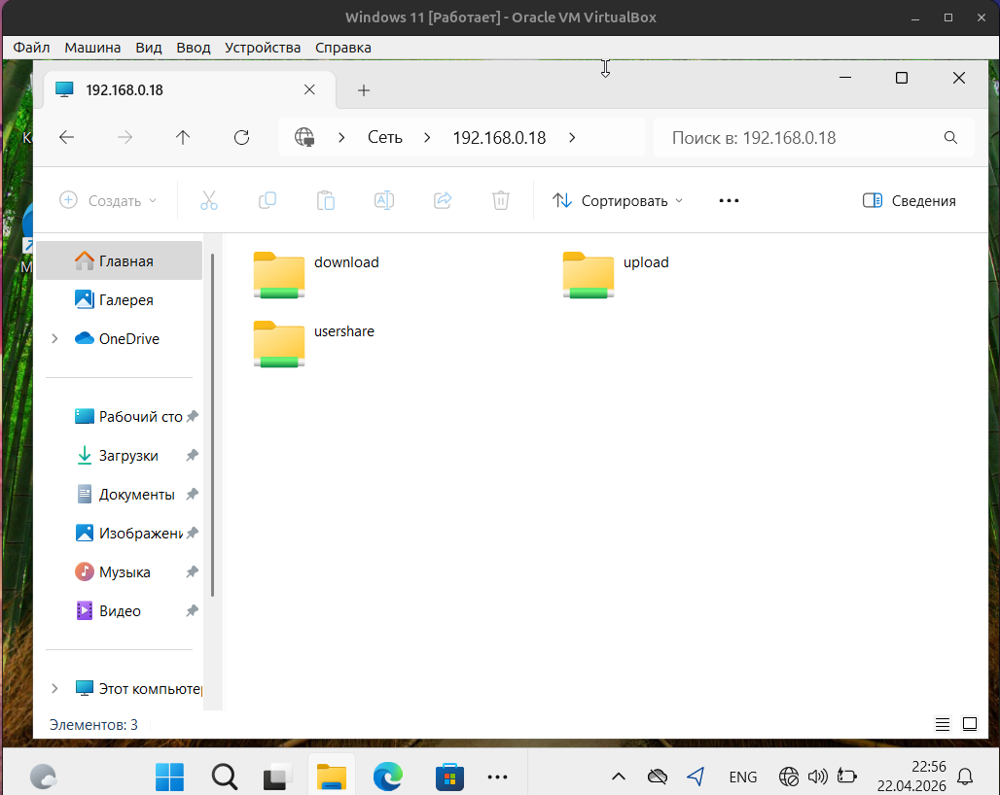 Windows 11 [Работает] - Oracle VM VirtualBox
Файл Машина Вид Ввод Устройства Справка
192.168.0.18
Сеть 192.168.0.18
Поиск в: 192.168.0.18
Создать
Сортировать
Сведения
Главная
Галерея
OneDrive
Рабочий сто
Загрузки
Документы
Изображени
Музыка
Видео
Этот компьютер
download
upload
usershare
Элементов: 3
ENG
22:56
22.04.2026